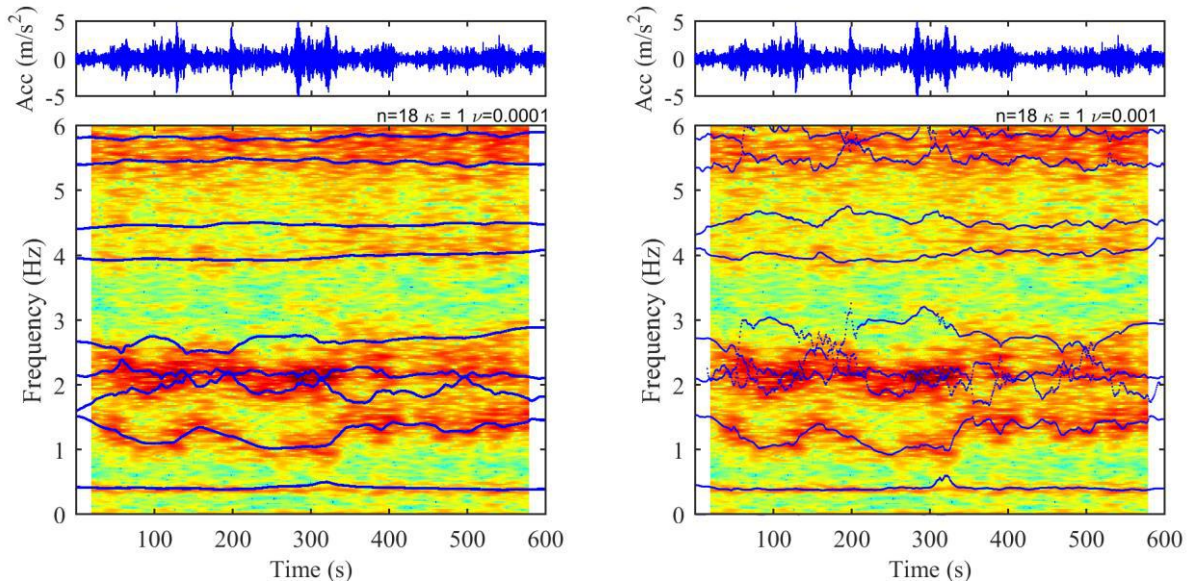 Acc (m/s²)
5
0
-5
n=18 κ = 1 ν=0.0001
Frequency (Hz)
6
5
4
3
2
1
0
100 200 300 400 500 600
Time (s)
Acc (m/s²)
5
0
-5
n=18 κ = 1 ν=0.001
Frequency (Hz)
6
5
4
3
2
1
0
100 200 300 400 500 600
Time (s)